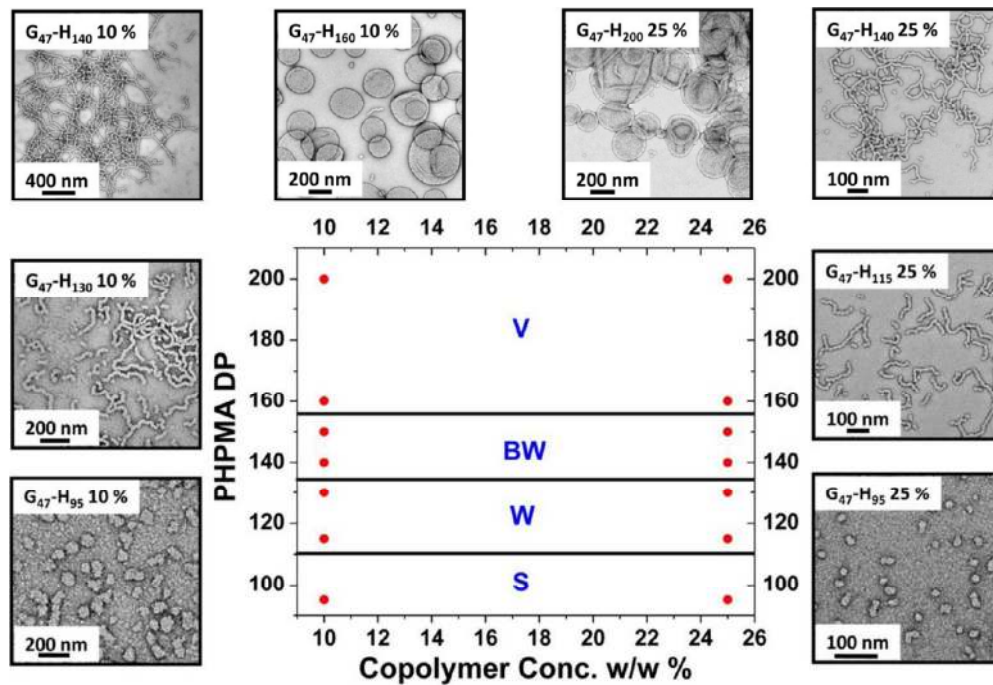 G₄₇-H₁₄₀ 10 %
400 nm
G₄₇-H₁₆₀ 10 %
200 nm
G₄₇-H₂₀₀ 25 %
200 nm
G₄₇-H₁₄₀ 25 %
100 nm
G₄₇-H₁₃₀ 10 %
200 nm
G₄₇-H₉₅ 10 %
200 nm
10 12 14 16 18 20 22 24 26
200
180
160
140
120
100
PHPMA DP
V
BW
W
S
200
180
160
140
120
100
10 12 14 16 18 20 22 24 26
Copolymer Conc. w/w %
G₄₇-H₁₁₅ 25 %
100 nm
G₄₇-H₉₅ 25 %
100 nm